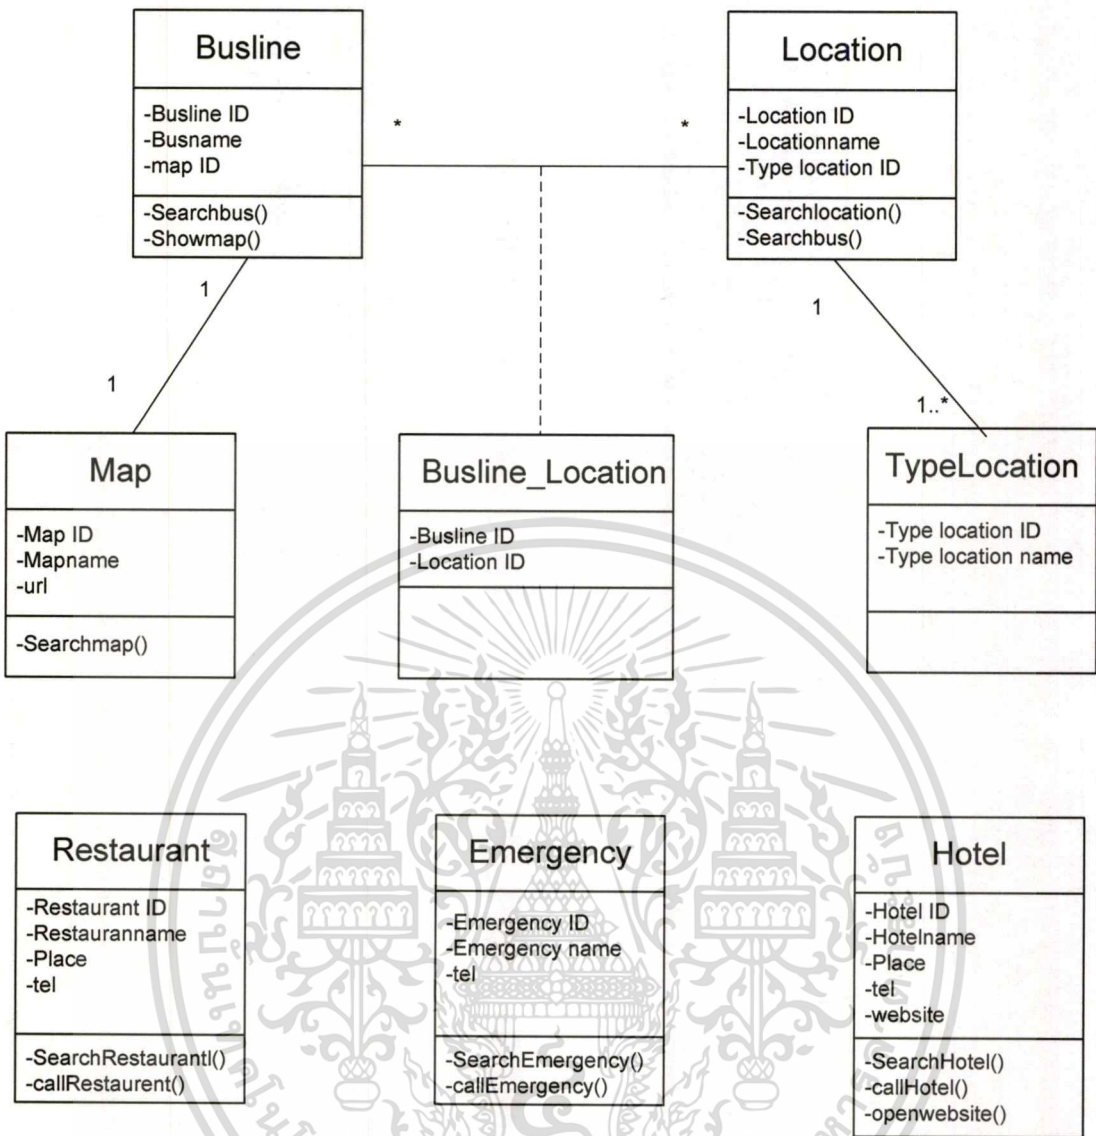 Busline
-Busline ID
-Busname
-map ID
-Searchbus()
-Showmap()
*
*
Location
-Location ID
-Locationname
-Type location ID
-Searchlocation()
-Searchbus()
1
1
1
1..*
Map
-Map ID
-Mapname
-url
-Searchmap()
Busline_Location
-Busline ID
-Location ID
TypeLocation
-Type location ID
-Type location name
Restaurant
-Restaurant ID
-Restauranname
-Place
-tel
-SearchRestaurantl()
-callRestaurent()
Emergency
-Emergency ID
-Emergency name
-tel
-SearchEmergency()
-callEmergency()
Hotel
-Hotel ID
-Hotelname
-Place
-tel
-website
-SearchHotel()
-callHotel()
-openwebsite()